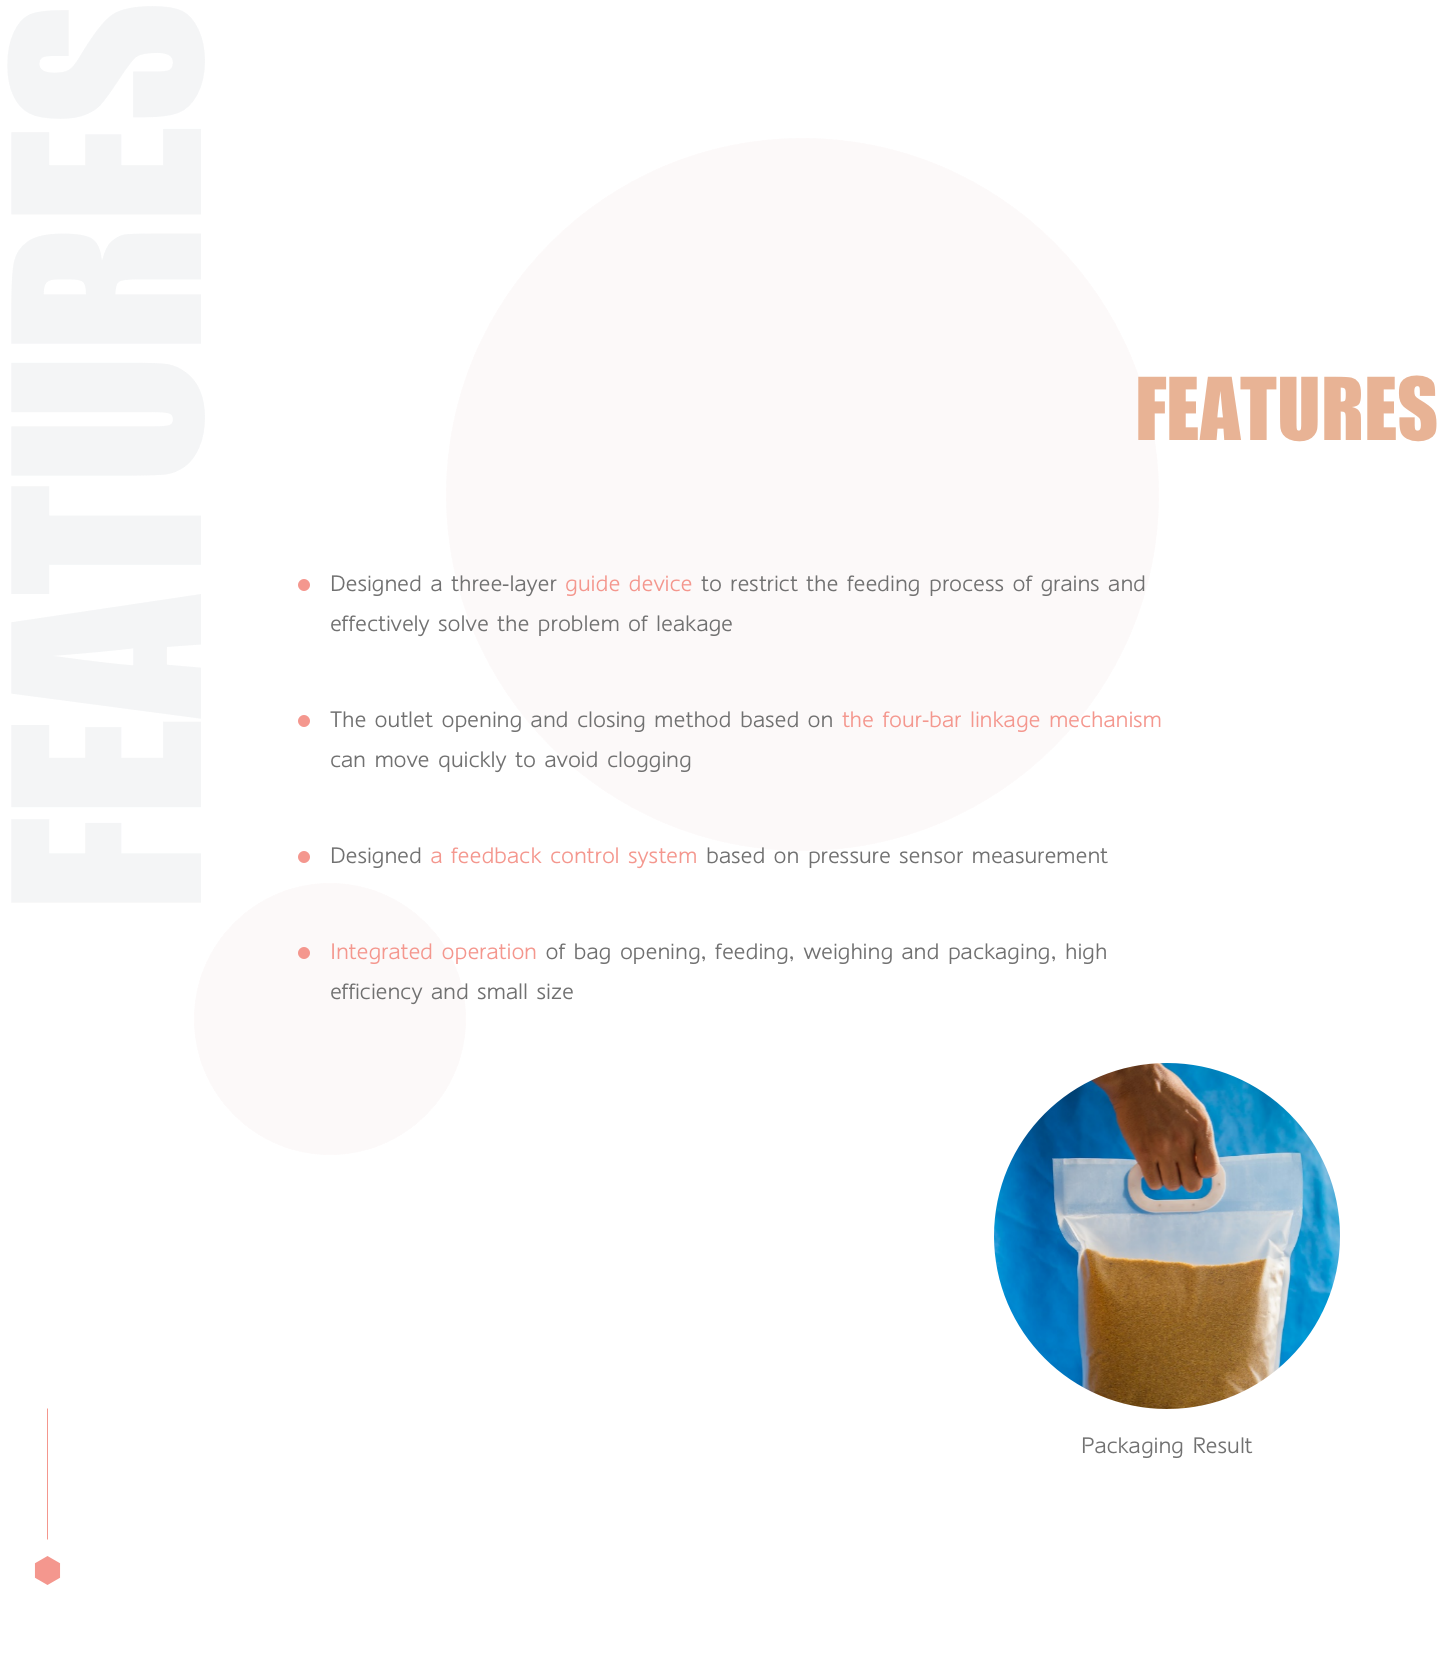 FEATURES
FEATURES
Designed a three-layer guide device to restrict the feeding process of grains and
effectively solve the problem of leakage
The outlet opening and closing method based on the four-bar linkage mechanism
can move quickly to avoid clogging
Designed a feedback control system based on pressure sensor measurement
Integrated operation of bag opening, feeding, weighing and packaging, high
efficiency and small size
Packaging Result